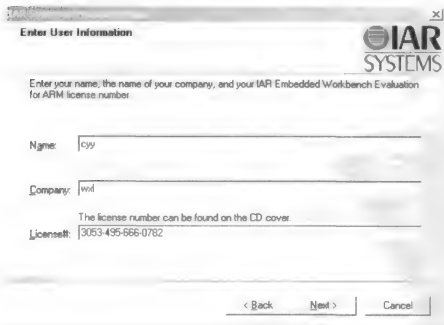 Enter User Information
IAR
SYSTEMS
Enter your name, the name of your company, and your IAR Embedded Workbench Evaluation
for ARM license number.
Name:
cyy
Company:
wxl
The license number can be found on the CD cover.
License#:
3053-495-666-0782
< Back
Next >
Cancel